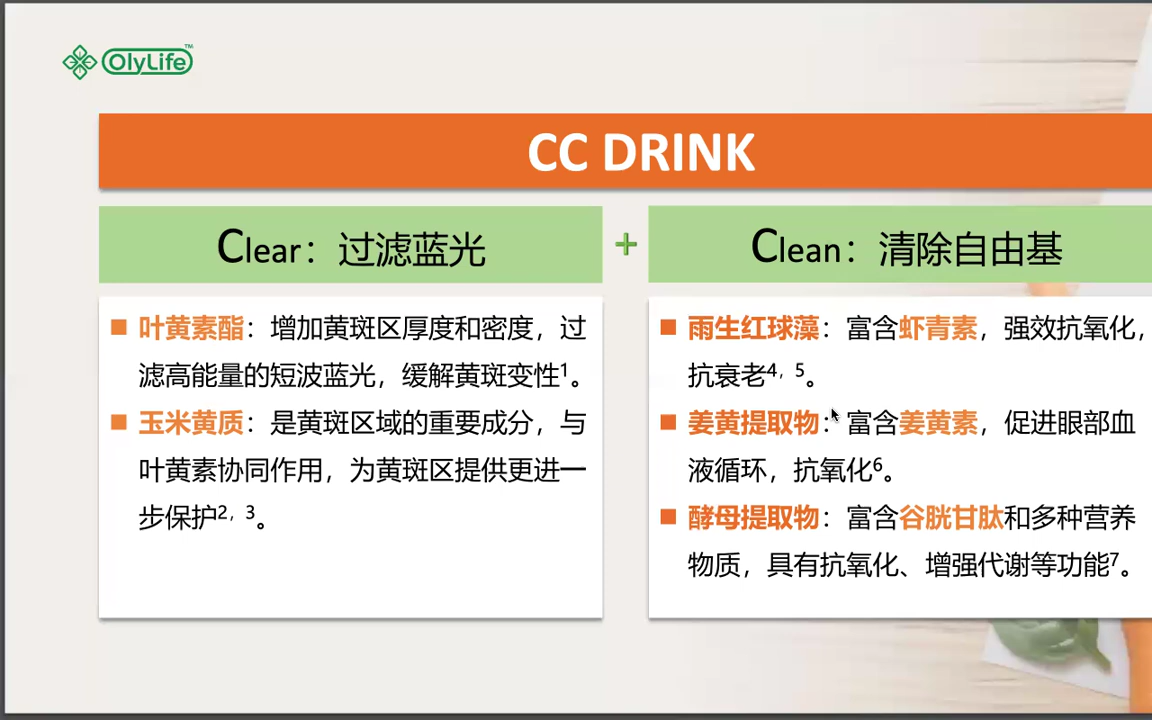 OlyLife™
CC DRINK
Clear：过滤蓝光
+
Clean：清除自由基
叶黄素酯：增加黄斑区厚度和密度，过
滤高能量的短波蓝光，缓解黄斑变性¹。
玉米黄质：是黄斑区域的重要成分，与
叶黄素协同作用，为黄斑区提供更进一
步保护²，³。
雨生红球藻：富含虾青素，强效抗氧化，
抗衰老⁴，⁵。
姜黄提取物：富含姜黄素，促进眼部血
液循环，抗氧化⁶。
酵母提取物：富含谷胱甘肽和多种营养
物质，具有抗氧化、增强代谢等功能⁷。